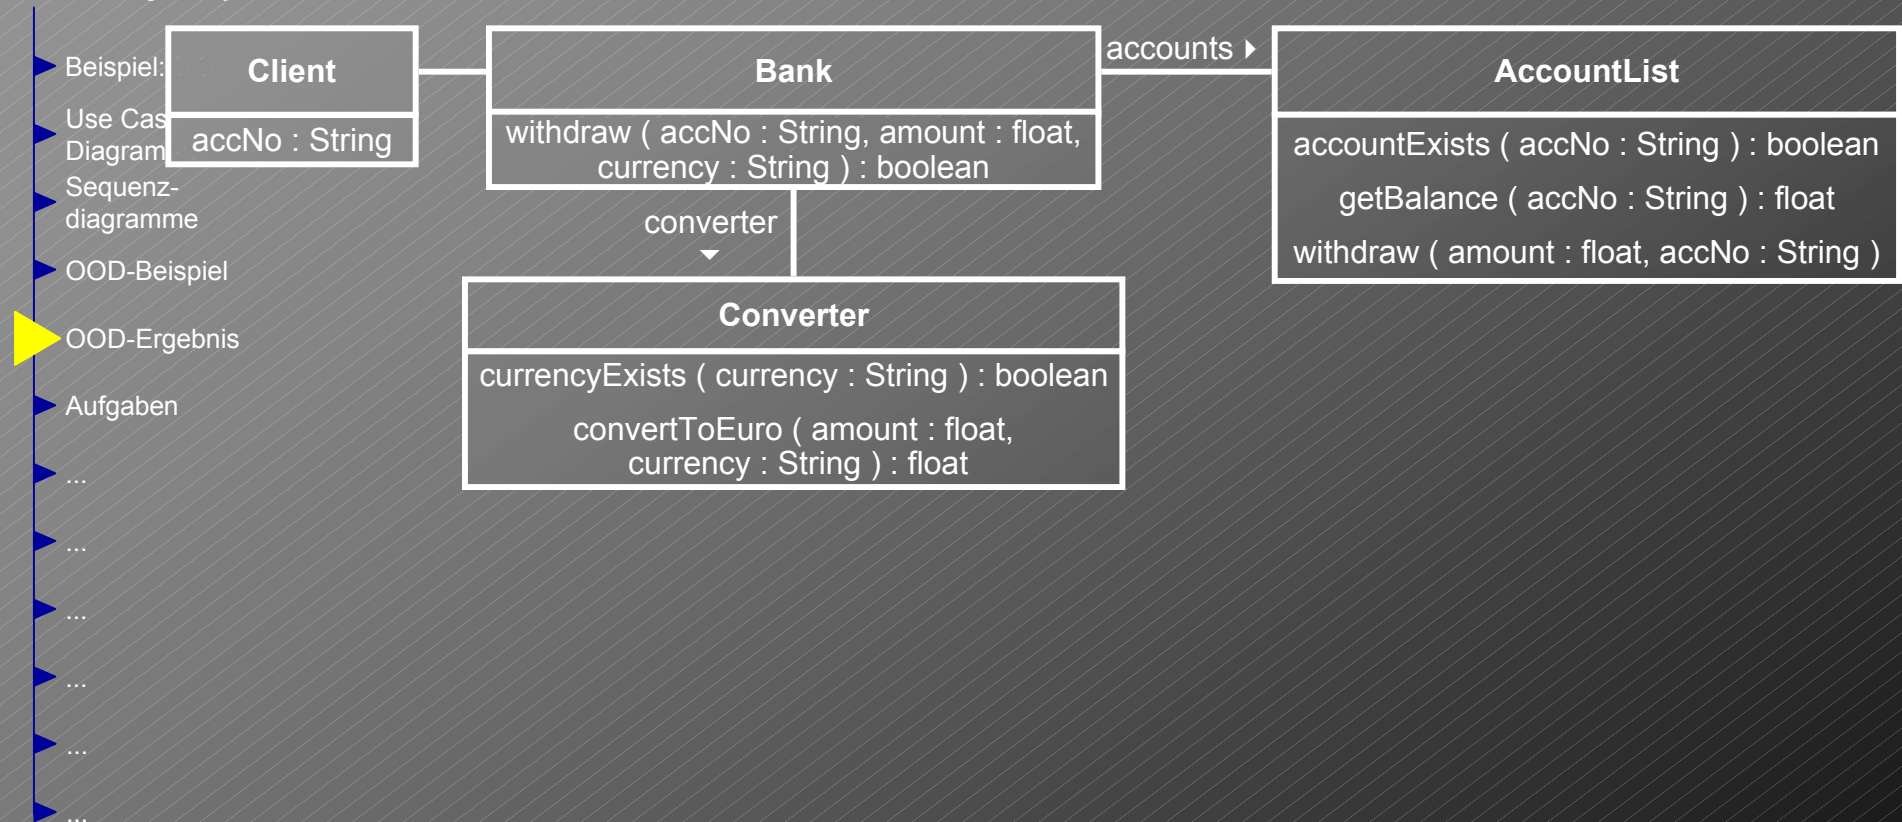 Beispiel:
Use Cas
Diagram
Sequenz-
diagramme
OOD-Beispiel
OOD-Ergebnis
Aufgaben
...
...
...
...
...
...
Client
accNo : String
Bank
withdraw ( accNo : String, amount : float,
currency : String ) : boolean
accounts
AccountList
accountExists ( accNo : String ) : boolean
getBalance ( accNo : String ) : float
withdraw ( amount : float, accNo : String )
converter
Converter
currencyExists ( currency : String ) : boolean
convertToEuro ( amount : float,
currency : String ) : float